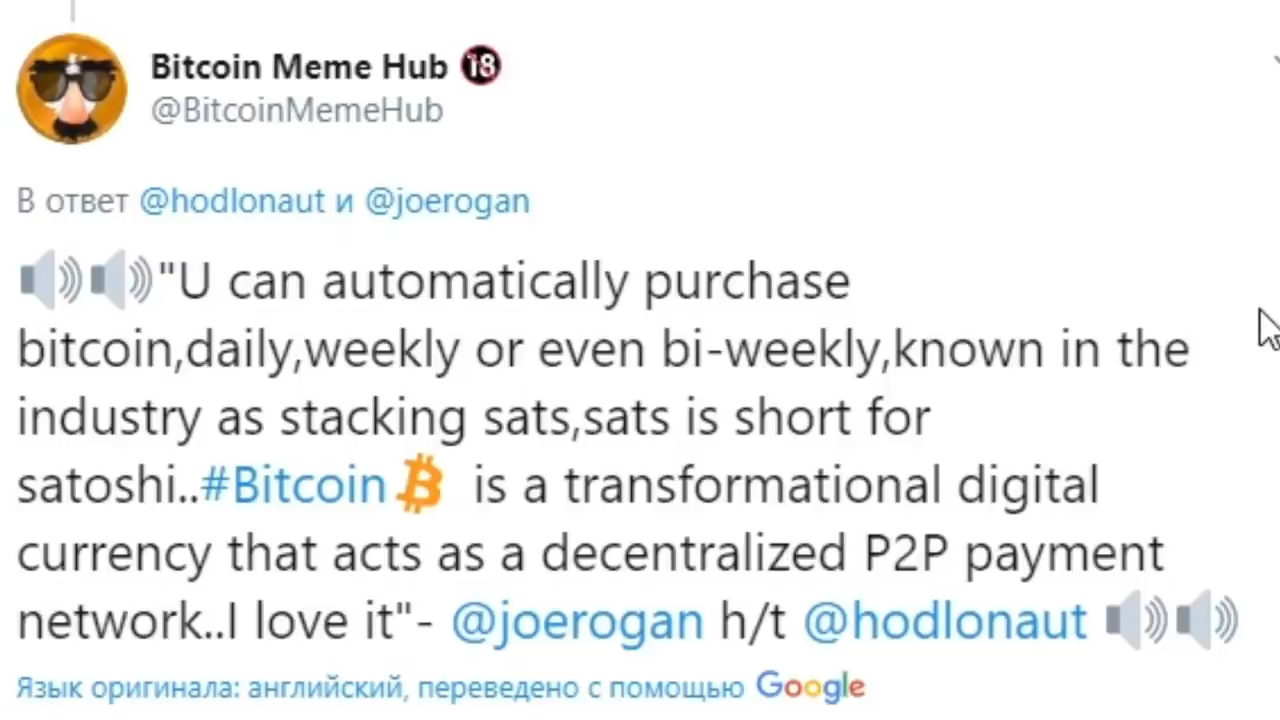 Bitcoin Meme Hub 🔞
@BitcoinMemeHub
В ответ @hodlonaut и @joerogan
🔊🔊"U can automatically purchase
bitcoin,daily,weekly or even bi-weekly,known in the
industry as stacking sats,sats is short for
satoshi..#Bitcoin₿ is a transformational digital
currency that acts as a decentralized P2P payment
network..I love it"- @joerogan h/t @hodlonaut 🔊🔊
Язык оригинала: английский, переведено с помощью Google